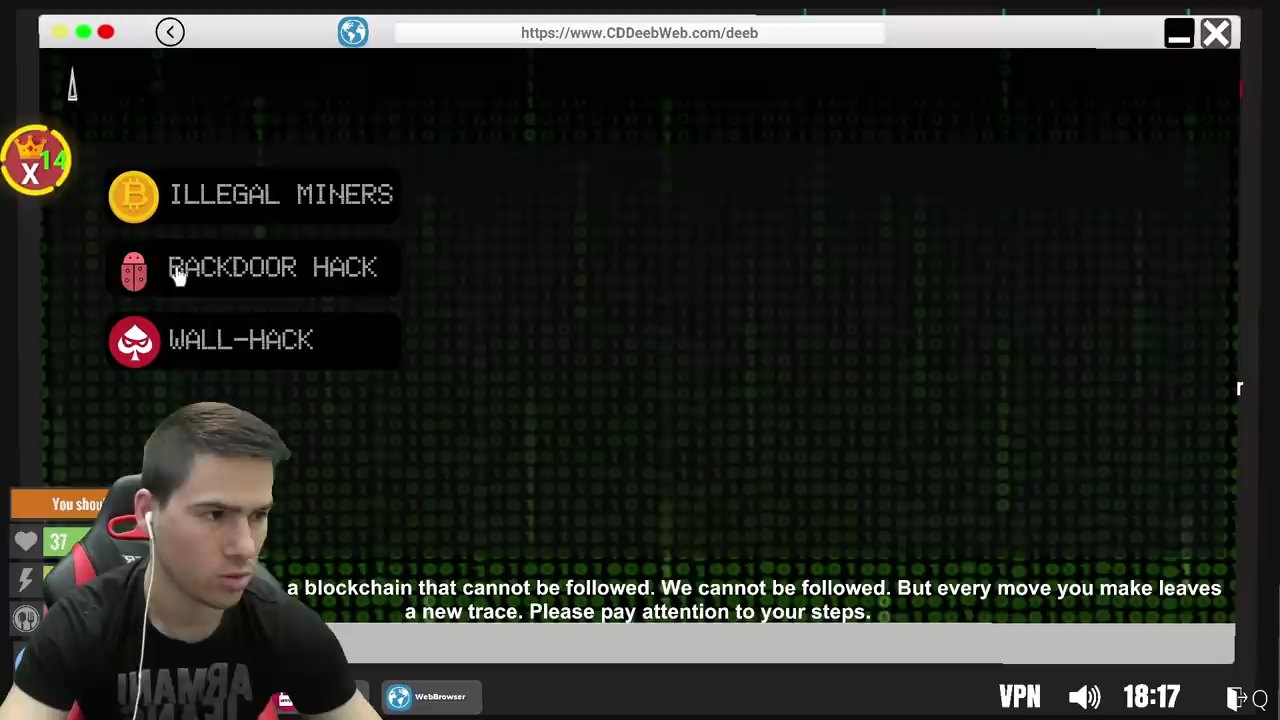 https://www.CDDeebWeb.com/deeb
14
X
ILLEGAL MINERS
BACKDOOR HACK
WALL-HACK
r
You shou
37
a blockchain that cannot be followed. We cannot be followed. But every move you make leaves
a new trace. Please pay attention to your steps.
WebBrowser
VPN
18:17
Q